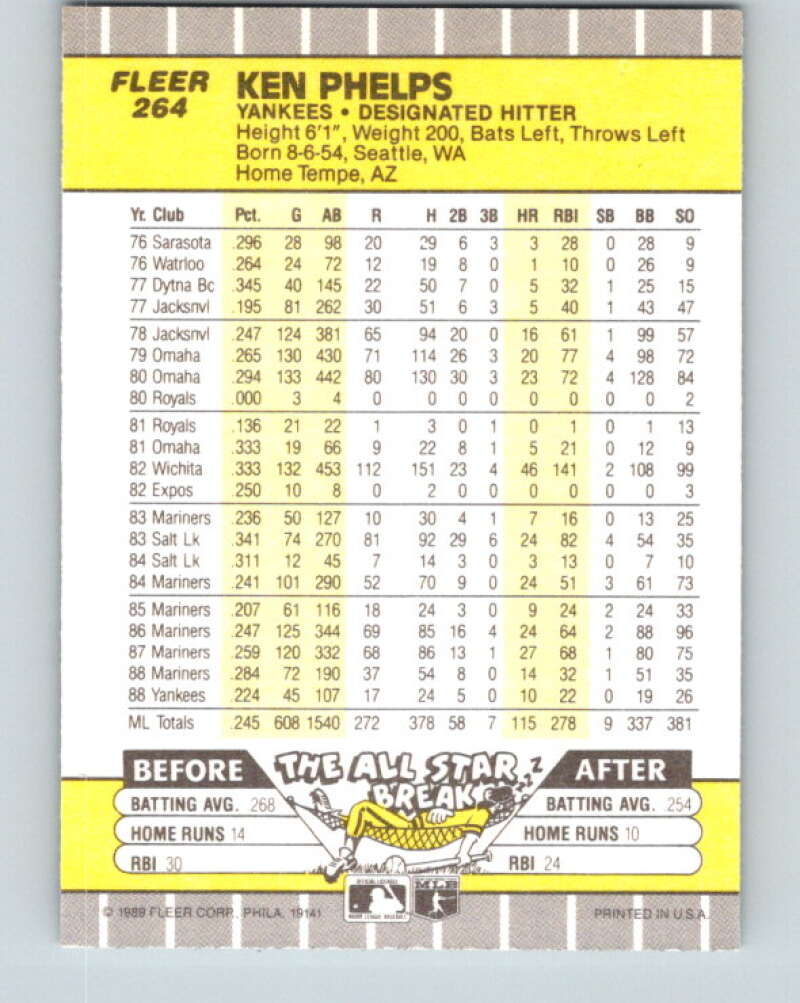 FLEER
264
KEN PHELPS
YANKEES • DESIGNATED HITTER
Height 6'1", Weight 200, Bats Left, Throws Left
Born 8-6-54, Seattle, WA
Home Tempe, AZ
Yr. Club Pct. G AB R H 2B 3B HR RBI SB BB SO
76 Sarasota .296 28 98 20 29 6 3 3 28 0 28 9
76 Watrloo .264 24 72 12 19 8 0 1 10 0 26 9
77 Dytna Bc .345 40 145 22 50 7 0 5 32 1 25 15
77 Jacksnvl .195 81 262 30 51 6 3 5 40 1 43 47
78 Jacksnvl .247 124 381 65 94 20 0 16 61 1 99 57
79 Omaha .265 130 430 71 114 26 3 20 77 4 98 72
80 Omaha .294 133 442 80 130 30 3 23 72 4 128 84
80 Royals .000 3 4 0 0 0 0 0 0 0 0 2
81 Royals .136 21 22 1 3 0 1 0 1 0 1 13
81 Omaha .333 19 66 9 22 8 1 5 21 0 12 9
82 Wichita .333 132 453 112 151 23 4 46 141 2 108 99
82 Expos .250 10 8 0 2 0 0 0 0 0 0 3
83 Mariners .236 50 127 10 30 4 1 7 16 0 13 25
83 Salt Lk .341 74 270 81 92 29 6 24 82 4 54 35
84 Salt Lk .311 12 45 7 14 3 0 3 13 0 7 10
84 Mariners .241 101 290 52 70 9 0 24 51 3 61 73
85 Mariners .207 61 116 18 24 3 0 9 24 2 24 33
86 Mariners .247 125 344 69 85 16 4 24 64 2 88 96
87 Mariners .259 120 332 68 86 13 1 27 68 1 80 75
88 Mariners .284 72 190 37 54 8 0 14 32 1 51 35
88 Yankees .224 45 107 17 24 5 0 10 22 0 19 26
ML Totals .245 608 1540 272 378 58 7 115 278 9 337 381
BEFORE THE ALL STAR BREAK AFTER
BATTING AVG. .268 BATTING AVG. .254
HOME RUNS 14 HOME RUNS 10
RBI 30 RBI 24
MLB
© 1989 FLEER CORP., PHILA. 19141 PRINTED IN U.S.A.